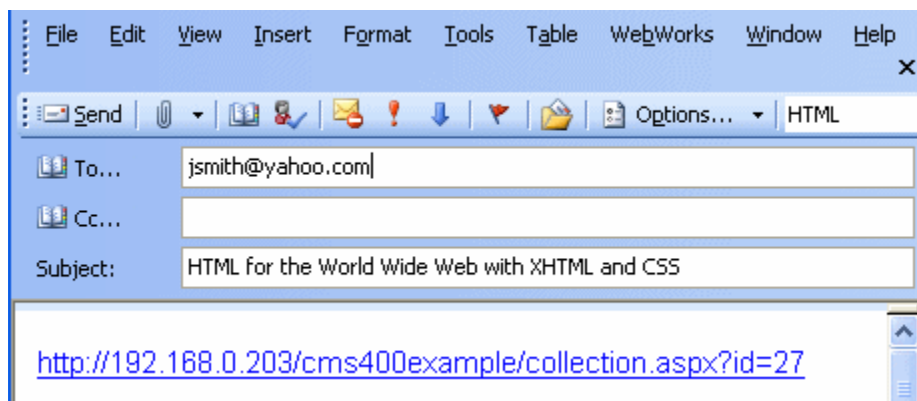 File Edit View Insert Format Tools Table WebWorks Window Help
Send Options... HTML
To... jsmith@yahoo.com
Cc...
Subject: HTML for the World Wide Web with XHTML and CSS
http://192.168.0.203/cms400example/collection.aspx?id=27